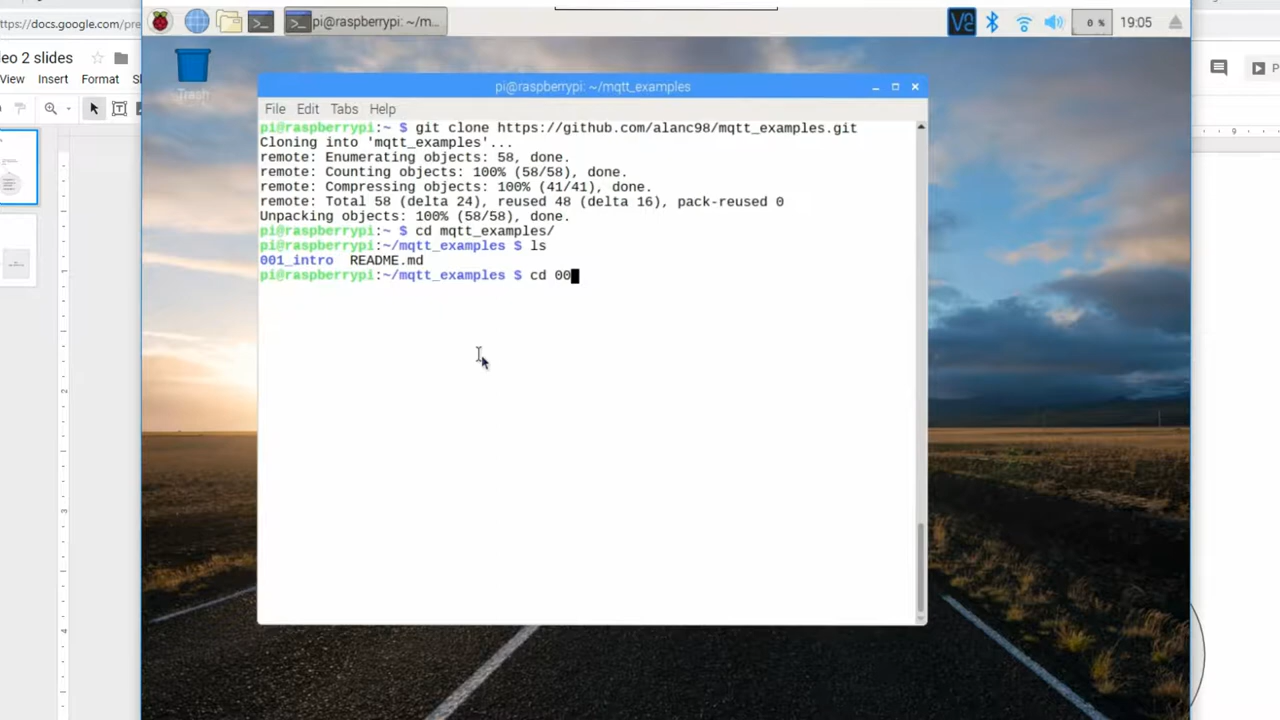 https://docs.google.com/pre
pi@raspberrypi: ~/m...
0 %
19:05
eo 2 slides
View Insert Format
Trash
pi@raspberrypi: ~/mqtt_examples
File Edit Tabs Help
pi@raspberrypi:~ $ git clone https://github.com/alanc98/mqtt_examples.git
Cloning into 'mqtt_examples'...
remote: Enumerating objects: 58, done.
remote: Counting objects: 100% (58/58), done.
remote: Compressing objects: 100% (41/41), done.
remote: Total 58 (delta 24), reused 48 (delta 16), pack-reused 0
Unpacking objects: 100% (58/58), done.
pi@raspberrypi:~ $ cd mqtt_examples/
pi@raspberrypi:~/mqtt_examples $ ls
001_intro README.md
pi@raspberrypi:~/mqtt_examples $ cd 00